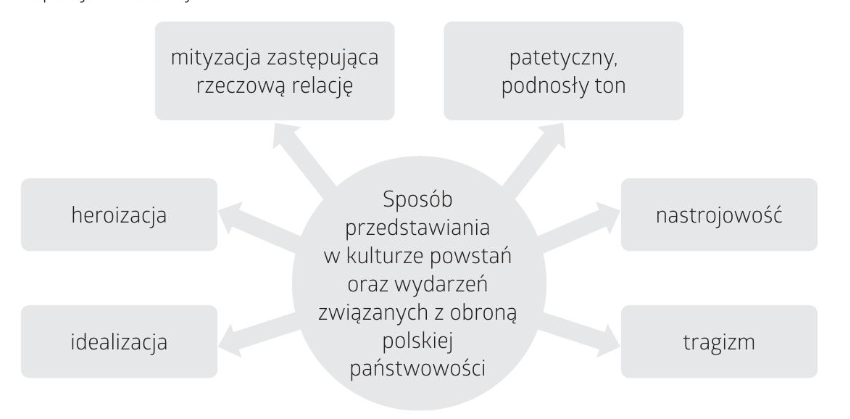 mityzacja zastępująca
rzeczową relację
patetyczny,
podnosły ton
heroizacja
Sposób
przedstawiania
w kulturze powstań
oraz wydarzeń
związanych z obroną
polskiej
państwowości
nastrojowość
idealizacja
tragizm